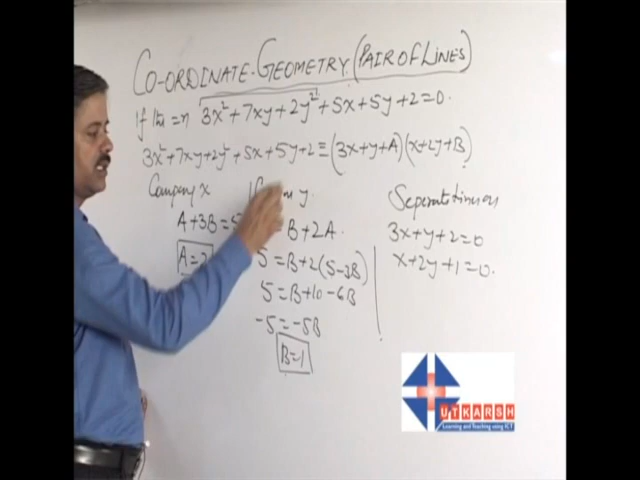 CO-ORDINATE-GEOMETRY (PAIR OF LINES)
If the =n 3x²+7xy+2y²+5x+5y+2=0.
3x²+7xy+2y²+5x+5y+2≡(3x+y+A)(x+2y+B)
Comparing x
y
Separate lines are
A+3B=5
A=2
B+2A.
5=B+2(5-3B)
5=B+10-6B
-5=-5B
B=1
3x+y+2=0
x+2y+1=0.
UTKARSH
Learning and Teaching using ICT